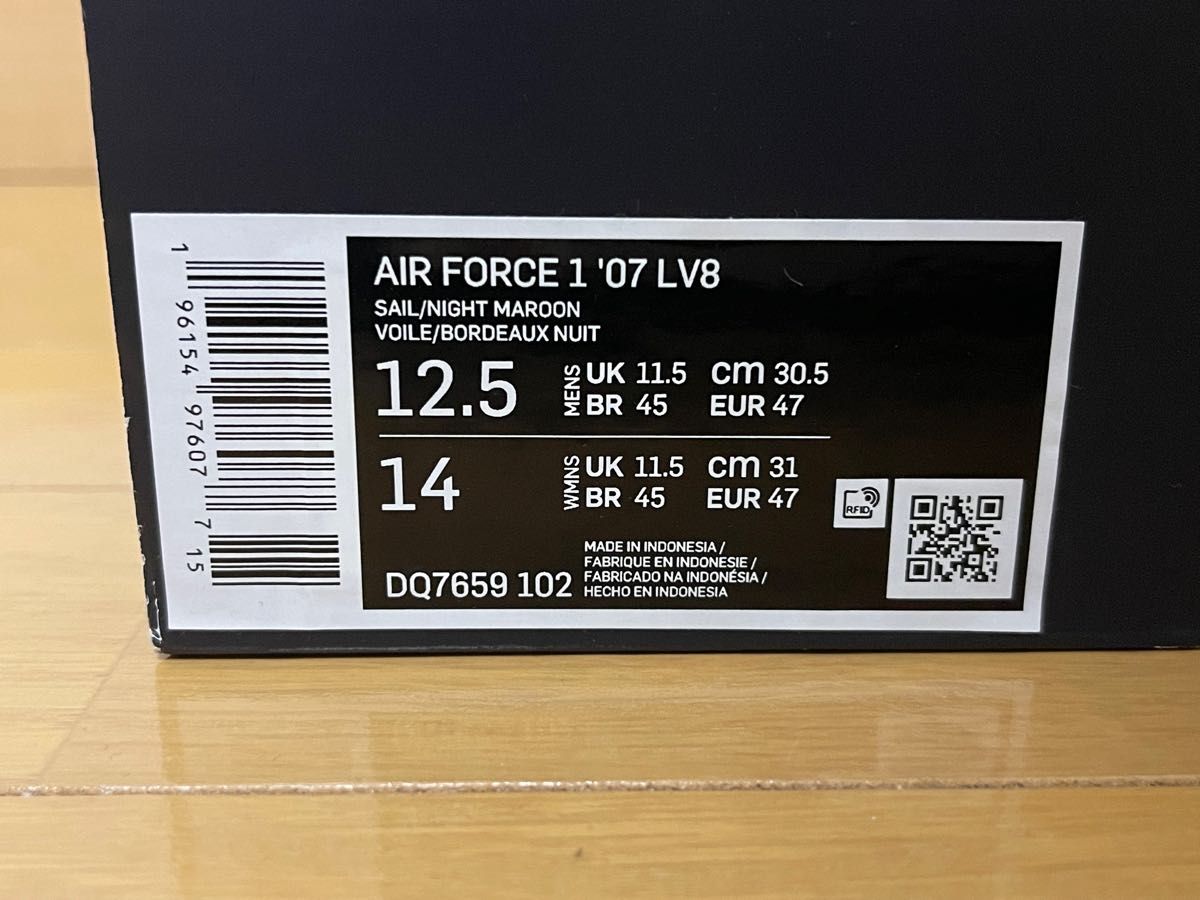 AIR FORCE 1 '07 LV8
SAIL/NIGHT MAROON
VOILE/BORDEAUX NUIT
12.5 MENS UK 11.5 CM 30.5
BR 45 EUR 47
14 WMNS UK 11.5 CM 31
BR 45 EUR 47
RFID
MADE IN INDONESIA /
FABRIQUE EN INDONESIE /
FABRICADO NA INDONÉSIA /
HECHO EN INDONESIA
DQ7659 102
1 96154 97607 7 15